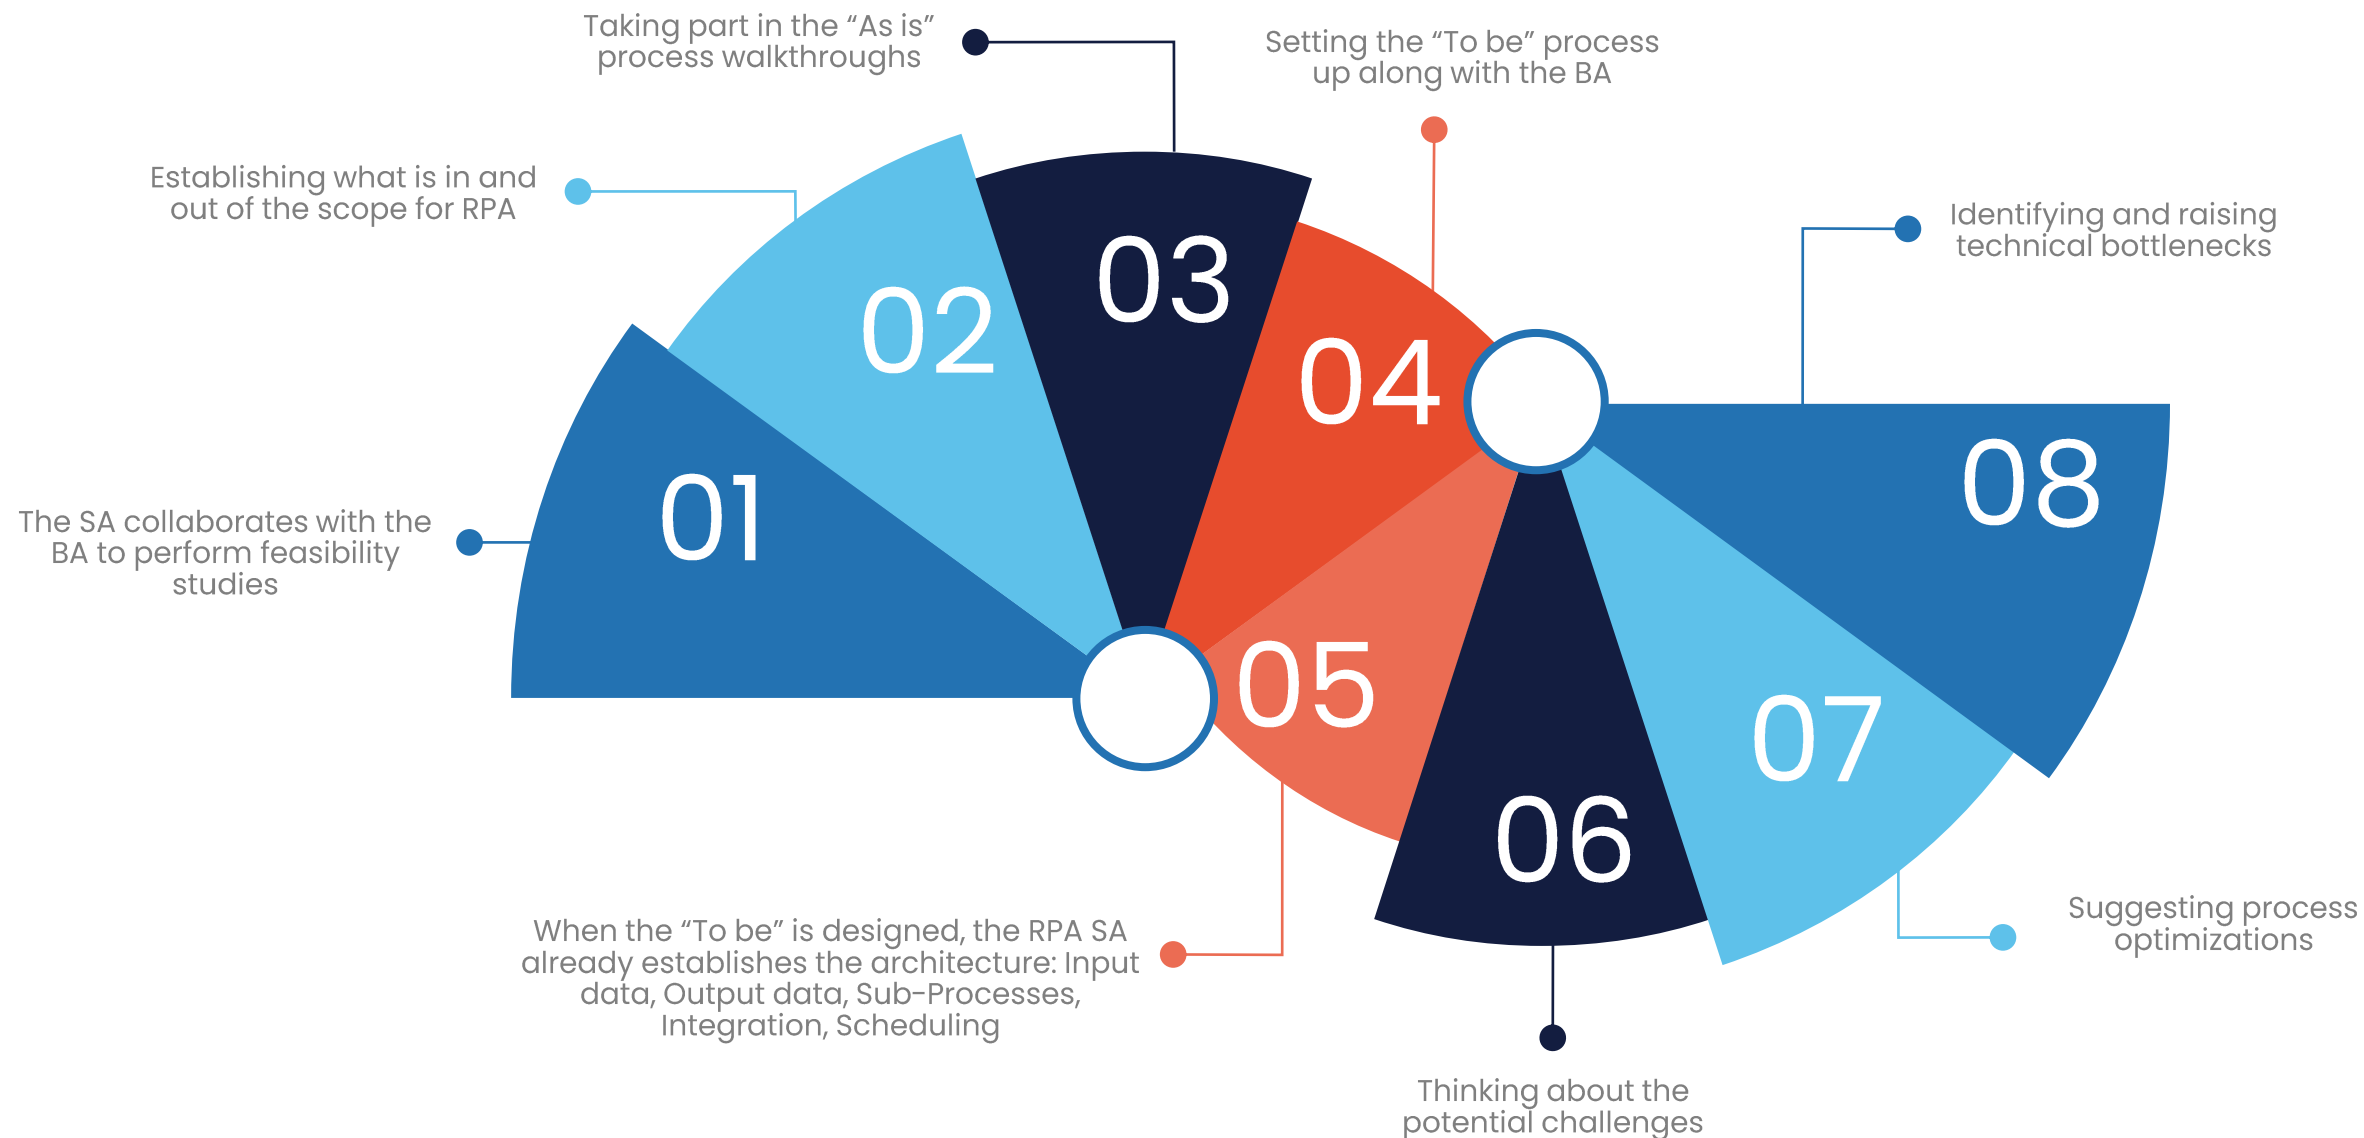 Taking part in the “As is”
process walkthroughs
Setting the “To be” process
up along with the BA
Establishing what is in and
out of the scope for RPA
Identifying and raising
technical bottlenecks
03
02
04
08
01
The SA collaborates with the
BA to perform feasibility
studies
05
07
06
When the “To be” is designed, the RPA SA
already establishes the architecture: Input
data, Output data, Sub-Processes,
Integration, Scheduling
Suggesting process
optimizations
Thinking about the
potential challenges